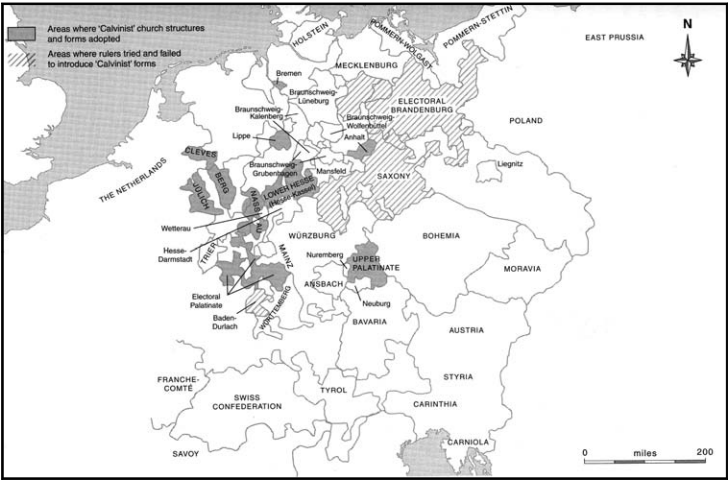 Areas where 'Calvinist' church structures
and forms adopted
Areas where rulers tried and failed
to introduce 'Calvinist' forms
HOLSTEIN
POMMERN-WOLGAST
POMMERN-STETTIN
N
EAST PRUSSIA
MECKLENBURG
Bremen
Braunschweig-
Lüneburg
ELECTORAL
BRANDENBURG
Braunschweig-
Kalenberg
Braunschweig-
Wolfenbüttel
POLAND
Lippe
Anhalt
CLEVES
Braunschweig-
Grubenhagen
Mansfeld
Liegnitz
SAXONY
THE NETHERLANDS
JÜLICH
BERG
LOWER HESSE
(Hesse-Kassel)
NASSAU
Wetterau
Hesse-
Darmstadt
TRIER
MAINZ
WÜRZBURG
BOHEMIA
Nuremberg
UPPER
PALATINATE
MORAVIA
ANSBACH
Electoral
Palatinate
Neuburg
Baden-
Durlach
WÜRTTEMBERG
BAVARIA
AUSTRIA
FRANCHE-
COMTÉ
SWISS
CONFEDERATION
TYROL
STYRIA
CARINTHIA
SAVOY
CARNIOLA
0 miles 200